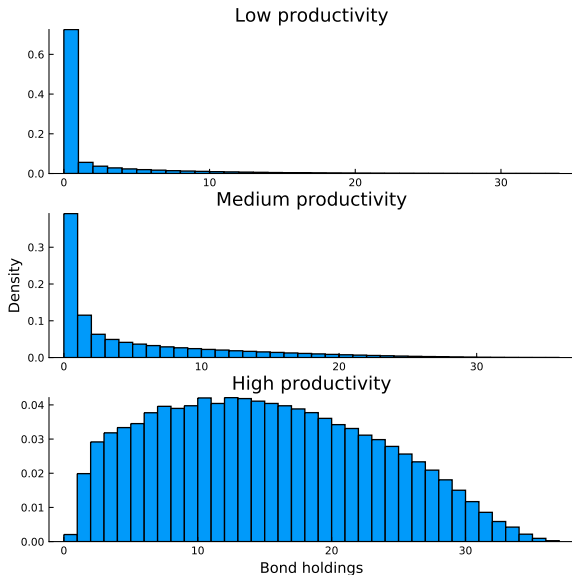 Low productivity
0.6
0.4
0.2
0.0
0 10 20 30
Medium productivity
0.3
0.2
0.1
0.0
Density
0 10 20 30
High productivity
0.04
0.03
0.02
0.01
0.00
0 10 20 30
Bond holdings